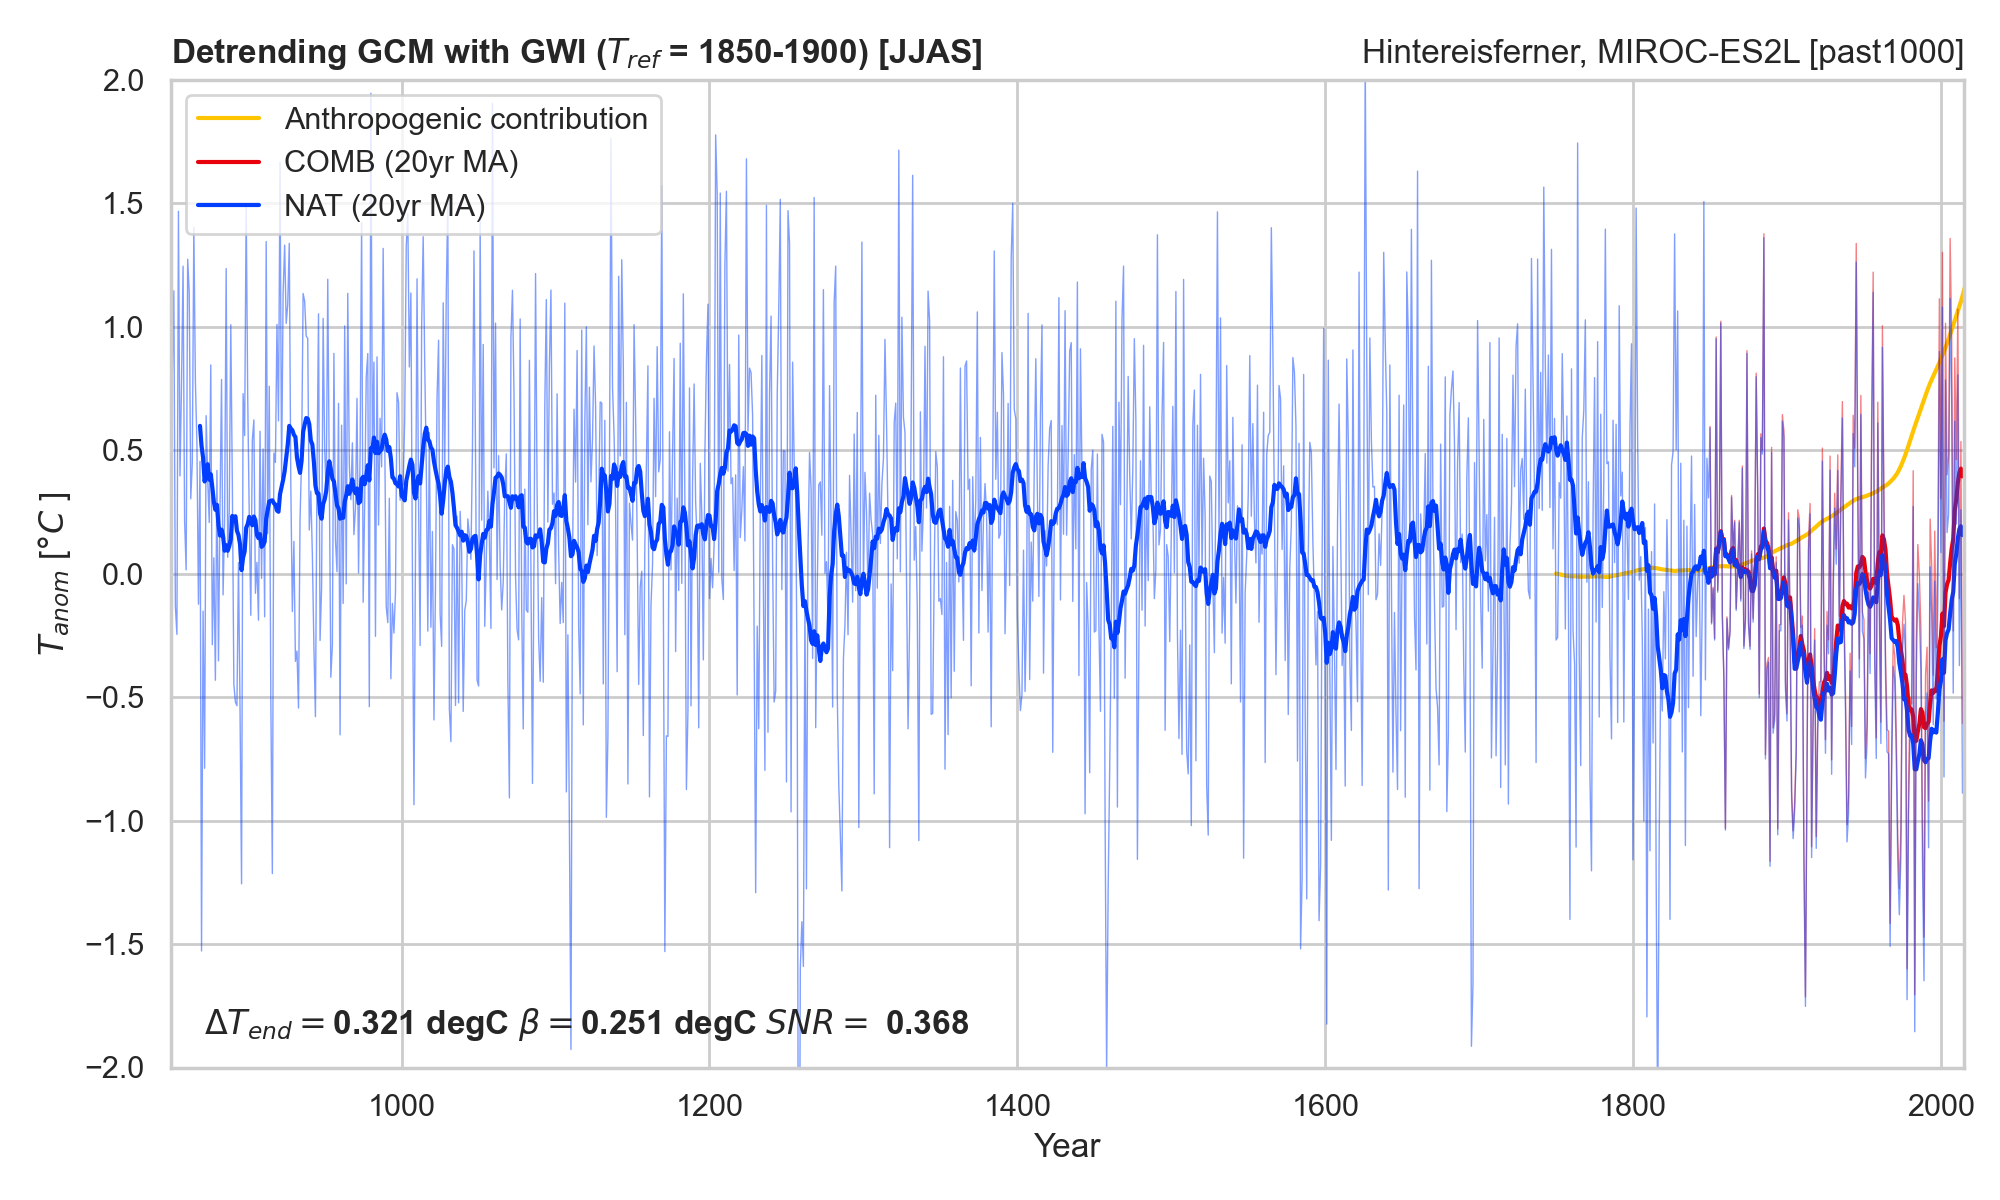 Detrending GCM with GWI (T_ref = 1850-1900) [JJAS]
Hintereisferner, MIROC-ES2L [past1000]
2.0
1.5
1.0
0.5
0.0
−0.5
−1.0
−1.5
−2.0
T_anom [°C ]
Anthropogenic contribution
COMB (20yr MA)
NAT (20yr MA)
ΔT_end = 0.321 degC β = 0.251 degC SNR = 0.368
1000
1200
1400
1600
1800
2000
Year